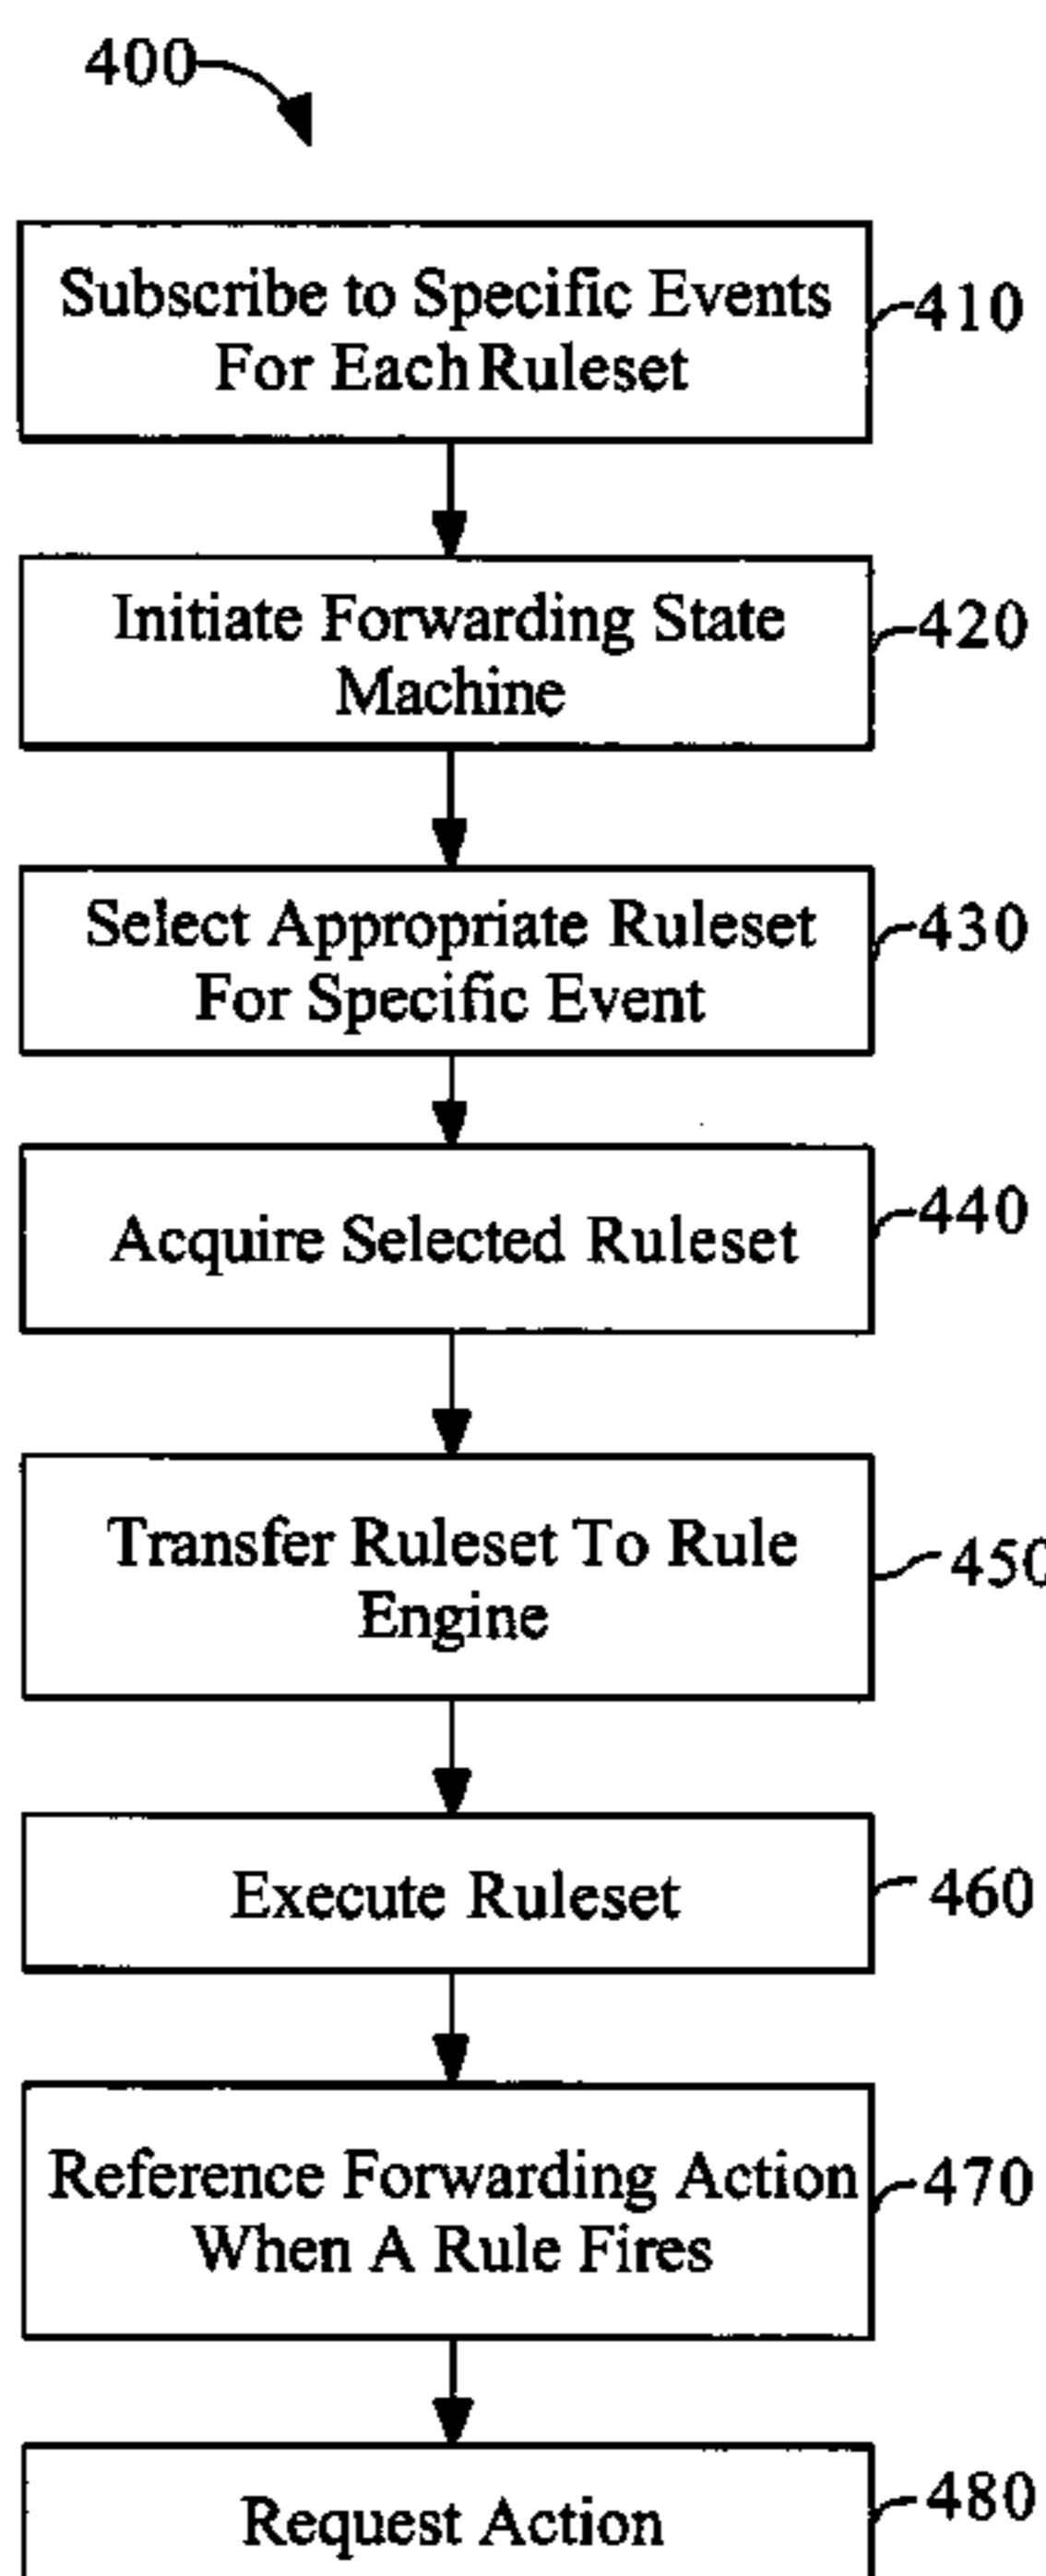 400
Subscribe to Specific Events
For Each Ruleset
410
Initiate Forwarding State
Machine
420
Select Appropriate Ruleset
For Specific Event
430
Acquire Selected Ruleset
440
Transfer Ruleset To Rule
Engine
450
Execute Ruleset
460
Reference Forwarding Action
When A Rule Fires
470
Request Action
480